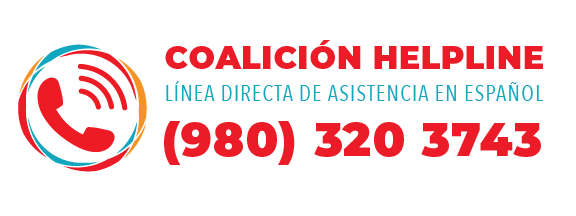 COALICIÓN HELPLINE
LÍNEA DIRECTA DE ASISTENCIA EN ESPAÑOL
(980) 320 3743